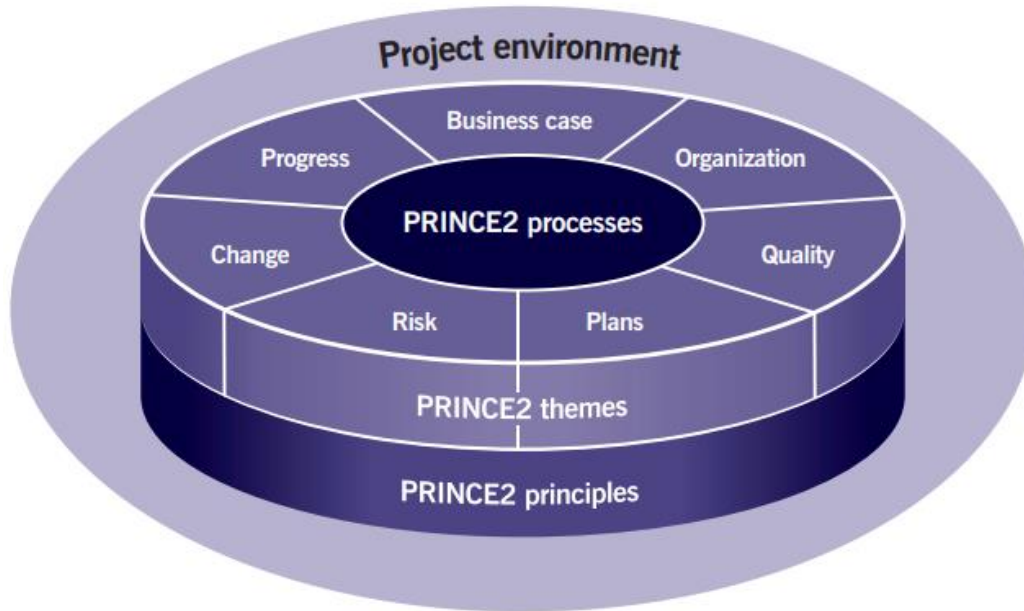 Project environment
Business case
Progress
Organization
PRINCE2 processes
Change
Quality
Risk
Plans
PRINCE2 themes
PRINCE2 principles